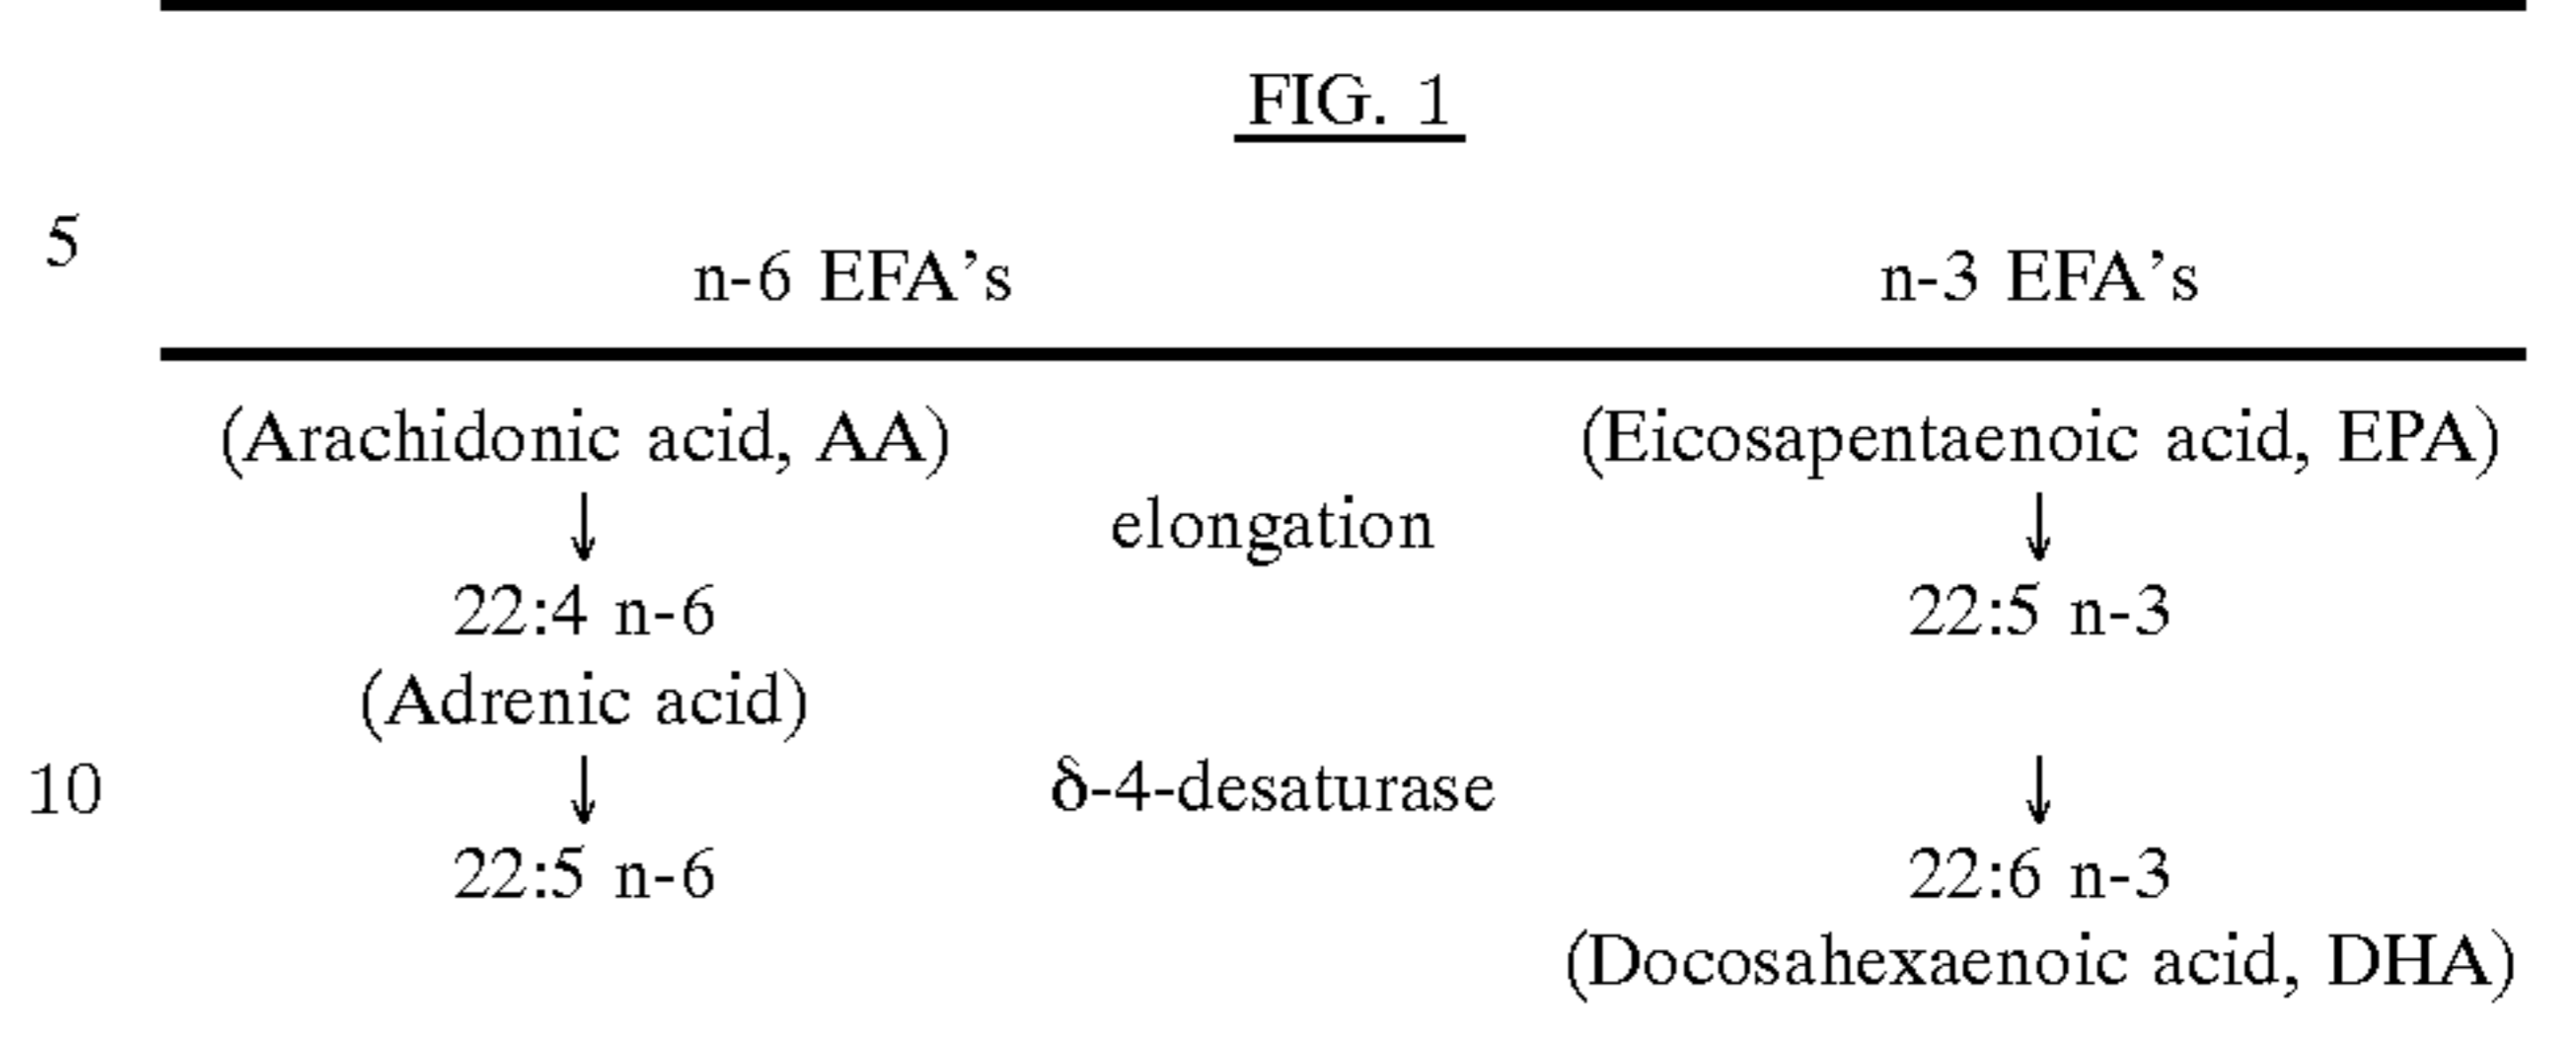 FIG. 1
5
n-6 EFA's n-3 EFA's
(Arachidonic acid, AA) (Eicosapentaenoic acid, EPA)
↓ elongation ↓
22:4 n-6 22:5 n-3
(Adrenic acid)
10 ↓ δ-4-desaturase ↓
22:5 n-6 22:6 n-3
(Docosahexaenoic acid, DHA)